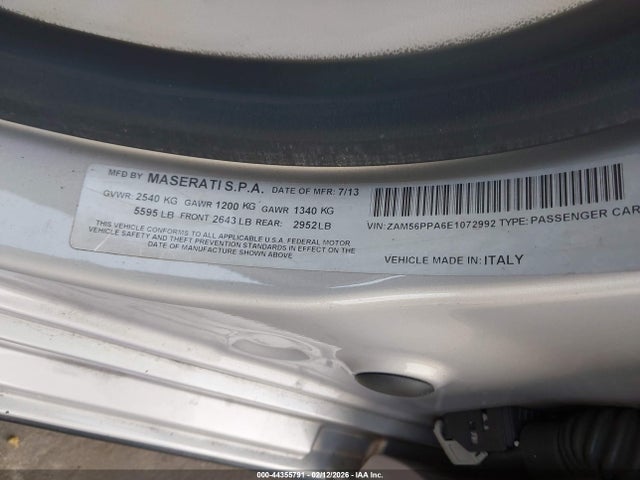 MFD BY MASERATI S.P.A. DATE OF MFR: 7/13
GVWR: 2540 KG GAWR 1200 KG GAWR 1340 KG
5595 LB FRONT 2643 LB REAR: 2952LB
THIS VEHICLE CONFORMS TO ALL APPLICABLE U.S.A. FEDERAL MOTOR
VEHICLE SAFETY PREVENTION STANDARDS IN EFFECT ON THE
DATE OF MANUFACTURE SHOWN ABOVE
VIN: ZAM56PPA6E1072992 TYPE: PASSENGER CAR
VEHICLE MADE IN: ITALY
000-44355791 - 02/12/2026 - IAA Inc.